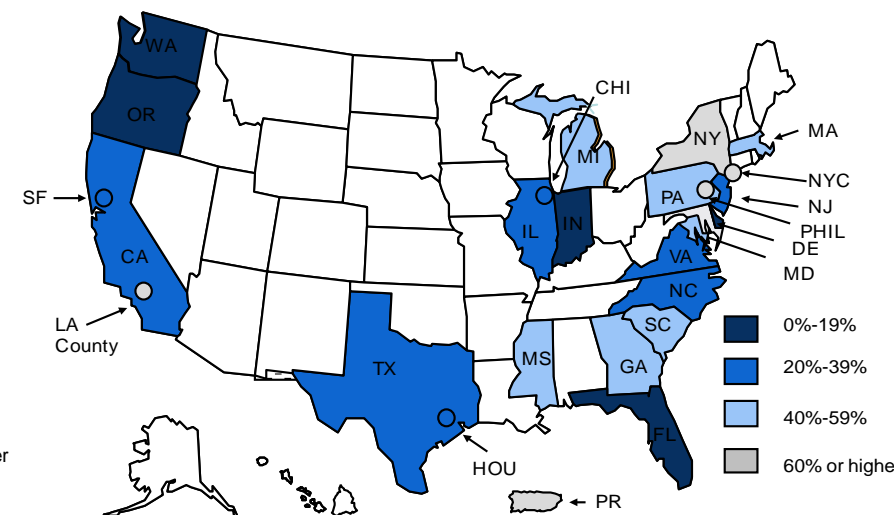 WA
CHI
OR
MI
NY
MA
SF
NYC
PA
NJ
IL
IN
PHIL
DE
CA
VA
MD
NC
LA
County
SC
0%-19%
TX
MS
GA
20%-39%
40%-59%
FL
er
HOU
60% or highe
PR